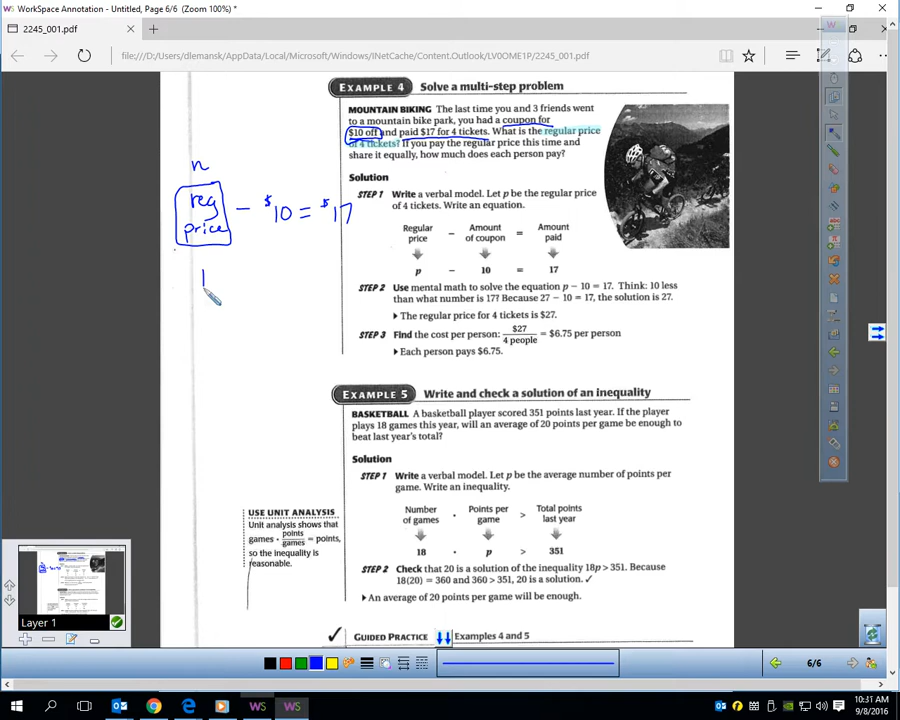 WorkSpace Annotation: Untitled, Page 6/6 (Zoom 100%) *
2245_001.pdf
file:///D:/Users/dlemansk/AppData/Local/Microsoft/Windows/INetCache/Content.Outlook/LV0OME1P/2245_001.pdf
EXAMPLE 4 Solve a multi-step problem
MOUNTAIN BIKING The last time you and 3 friends went
to a mountain bike park, you had a coupon for
$10 off and paid $17 for 4 tickets. What is the regular price
of 4 tickets? If you pay the regular price this time and
share it equally, how much does each person pay?
n
reg
price
– $10 = $17
Solution
STEP 1 Write a verbal model. Let p be the regular price
of 4 tickets. Write an equation.
Regular – Amount = Amount
price of coupon paid
p – 10 = 17
STEP 2 Use mental math to solve the equation p – 10 = 17. Think: 10 less
than what number is 17? Because 27 – 10 = 17, the solution is 27.
▸ The regular price for 4 tickets is $27.
STEP 3 Find the cost per person: $27 / 4 people = $6.75 per person
▸ Each person pays $6.75.
EXAMPLE 5 Write and check a solution of an inequality
BASKETBALL A basketball player scored 351 points last year. If the player
plays 18 games this year, will an average of 20 points per game be enough to
beat last year's total?
Solution
STEP 1 Write a verbal model. Let p be the average number of points per
game. Write an inequality.
Number • Points per > Total points
of games game last year
18 • p > 351
USE UNIT ANALYSIS
Unit analysis shows that
games • points/games = points,
so the inequality is
reasonable.
STEP 2 Check that 20 is a solution of the inequality 18p > 351. Because
18(20) = 360 and 360 > 351, 20 is a solution. ✓
▸ An average of 20 points per game will be enough.
✓ GUIDED PRACTICE Examples 4 and 5
Layer 1
6/6
10:31 AM
9/8/2016